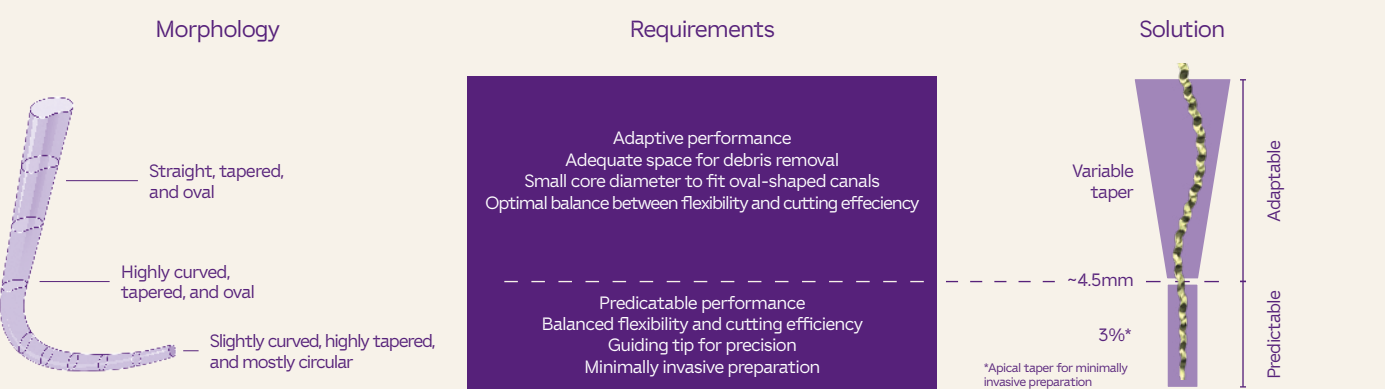 Morphology
Requirements
Solution
Straight, tapered,
and oval
Highly curved,
tapered, and oval
Slightly curved, highly tapered,
and mostly circular
Adaptive performance
Adequate space for debris removal
Small core diameter to fit oval-shaped canals
Optimal balance between flexibility and cutting effeciency
Predicatable performance
Balanced flexibility and cutting efficiency
Guiding tip for precision
Minimally invasive preparation
Variable
taper
~4.5mm
3%*
*Apical taper for minimally
invasive preparation
Adaptable
Predictable